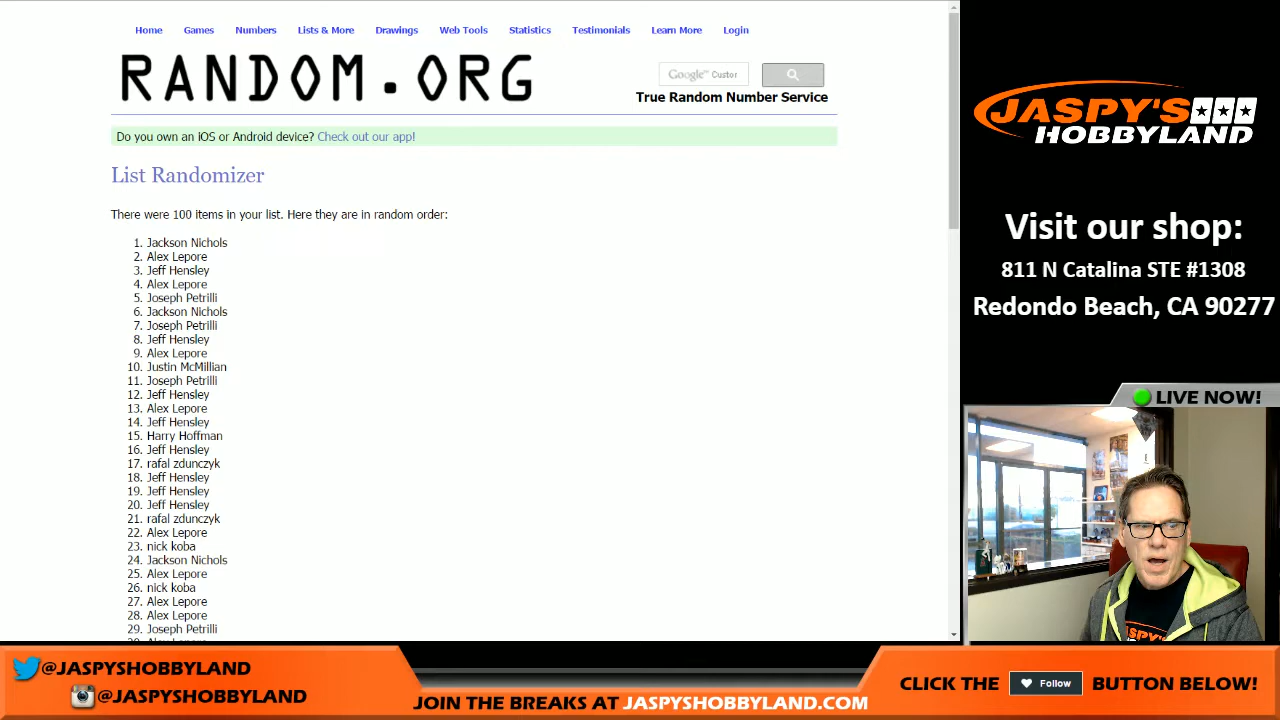 Home Games Numbers Lists & More Drawings Web Tools Statistics Testimonials Learn More Login
RANDOM.ORG
Google™ Custor
True Random Number Service
Do you own an iOS or Android device? Check out our app!
List Randomizer
There were 100 items in your list. Here they are in random order:
1. Jackson Nichols
2. Alex Lepore
3. Jeff Hensley
4. Alex Lepore
5. Joseph Petrilli
6. Jackson Nichols
7. Joseph Petrilli
8. Jeff Hensley
9. Alex Lepore
10. Justin McMillian
11. Joseph Petrilli
12. Jeff Hensley
13. Alex Lepore
14. Jeff Hensley
15. Harry Hoffman
16. Jeff Hensley
17. rafal zdunczyk
18. Jeff Hensley
19. Jeff Hensley
20. Jeff Hensley
21. rafal zdunczyk
22. Alex Lepore
23. nick koba
24. Jackson Nichols
25. Alex Lepore
26. nick koba
27. Alex Lepore
28. Alex Lepore
29. Joseph Petrilli
JASPY'S
HOBBYLAND
Visit our shop:
811 N Catalina STE #1308
Redondo Beach, CA 90277
LIVE NOW!
@JASPYSHOBBYLAND
@JASPYSHOBBYLAND
JOIN THE BREAKS AT JASPYSHOBBYLAND.COM
CLICK THE Follow BUTTON BELOW!